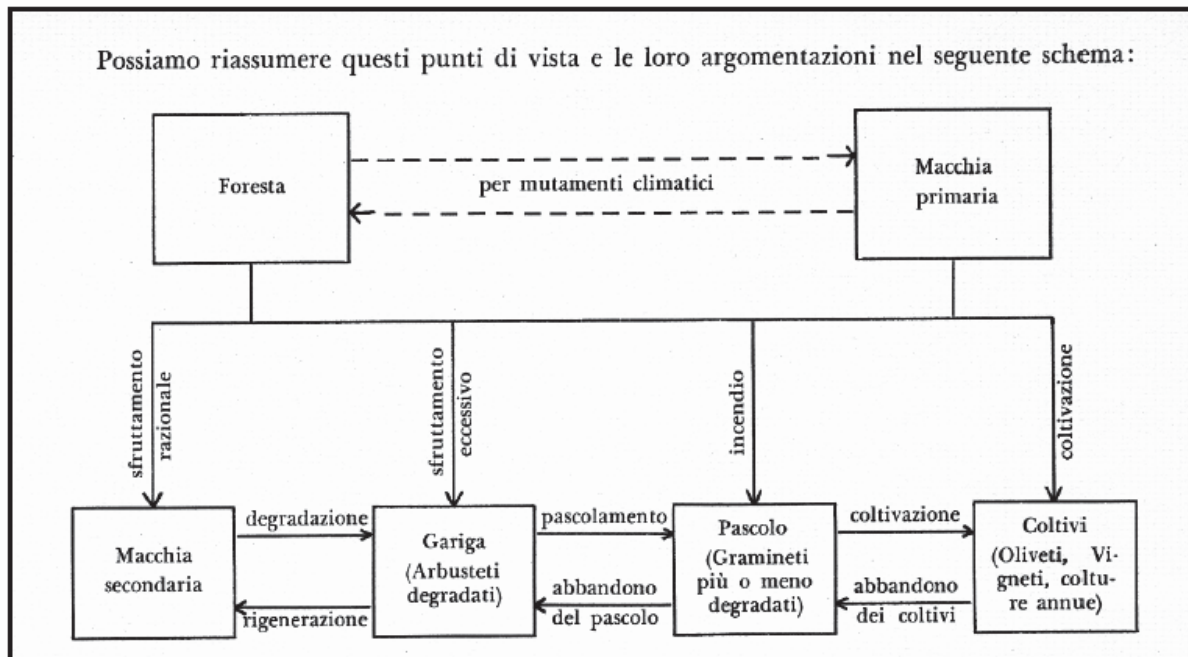 Possiamo riassumere questi punti di vista e le loro argomentazioni nel seguente schema:
Foresta
per mutamenti climatici
Macchia
primaria
sfruttamento
razionale
sfruttamento
eccessivo
incendio
coltivazione
Macchia
secondaria
degradazione
rigenerazione
Gariga
(Arbusteti
degradati)
pascolamento
abbandono
del pascolo
Pascolo
(Gramineti
più o meno
degradati)
coltivazione
abbandono
dei coltivi
Coltivi
(Oliveti, Vi-
gneti, coltu-
re annue)